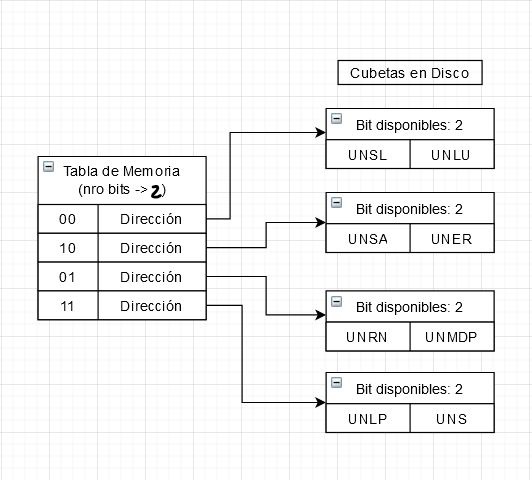 Cubetas en Disco
Tabla de Memoria
(nro bits -> 2)
00 Dirección
10 Dirección
01 Dirección
11 Dirección
Bit disponibles: 2
UNSL UNLU
Bit disponibles: 2
UNSA UNER
Bit disponibles: 2
UNRN UNMDP
Bit disponibles: 2
UNLP UNS